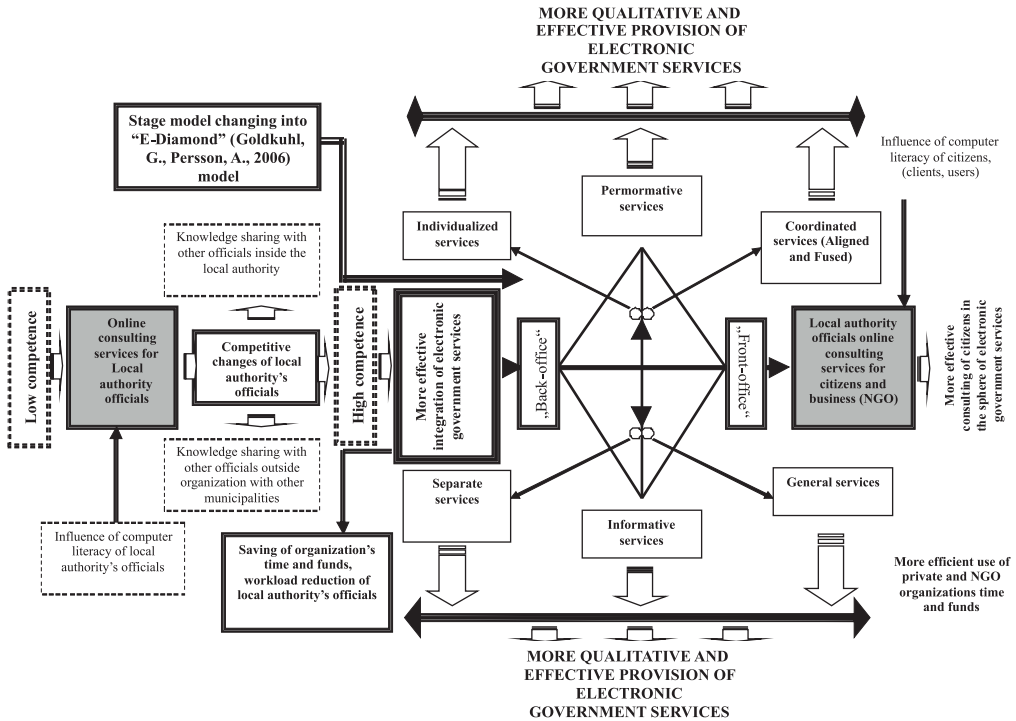 MORE QUALITATIVE AND
EFFECTIVE PROVISION OF
ELECTRONIC
GOVERNMENT SERVICES
Stage model changing into
“E-Diamond” (Goldkuhl,
G., Persson, A., 2006)
model
Influence of computer
literacy of citizens,
(clients, users)
Permormative
services
Individualized
services
Coordinated
services (Aligned
and Fused)
Knowledge sharing with
other officials inside the
local authority
Low competence
Online
consulting
services for
Local
authority
officials
Competitive
changes of local
authority’s
officials
High competence
More effective
integration of electronic
government services
„Back-office“
„Front-office“
Local authority
officials online
consulting
services for
citizens and
business (NGO)
More effective
consulting of citizens in
the sphere of electronic
government services
Knowledge sharing with
other officials outside
organization with other
municipalities
Separate
services
General services
Informative
services
Influence of computer
literacy of local
authority’s officials
Saving of organization’s
time and funds,
workload reduction of
local authority’s officials
More efficient use of
private and NGO
organizations time
and funds
MORE QUALITATIVE AND
EFFECTIVE PROVISION OF
ELECTRONIC
GOVERNMENT SERVICES